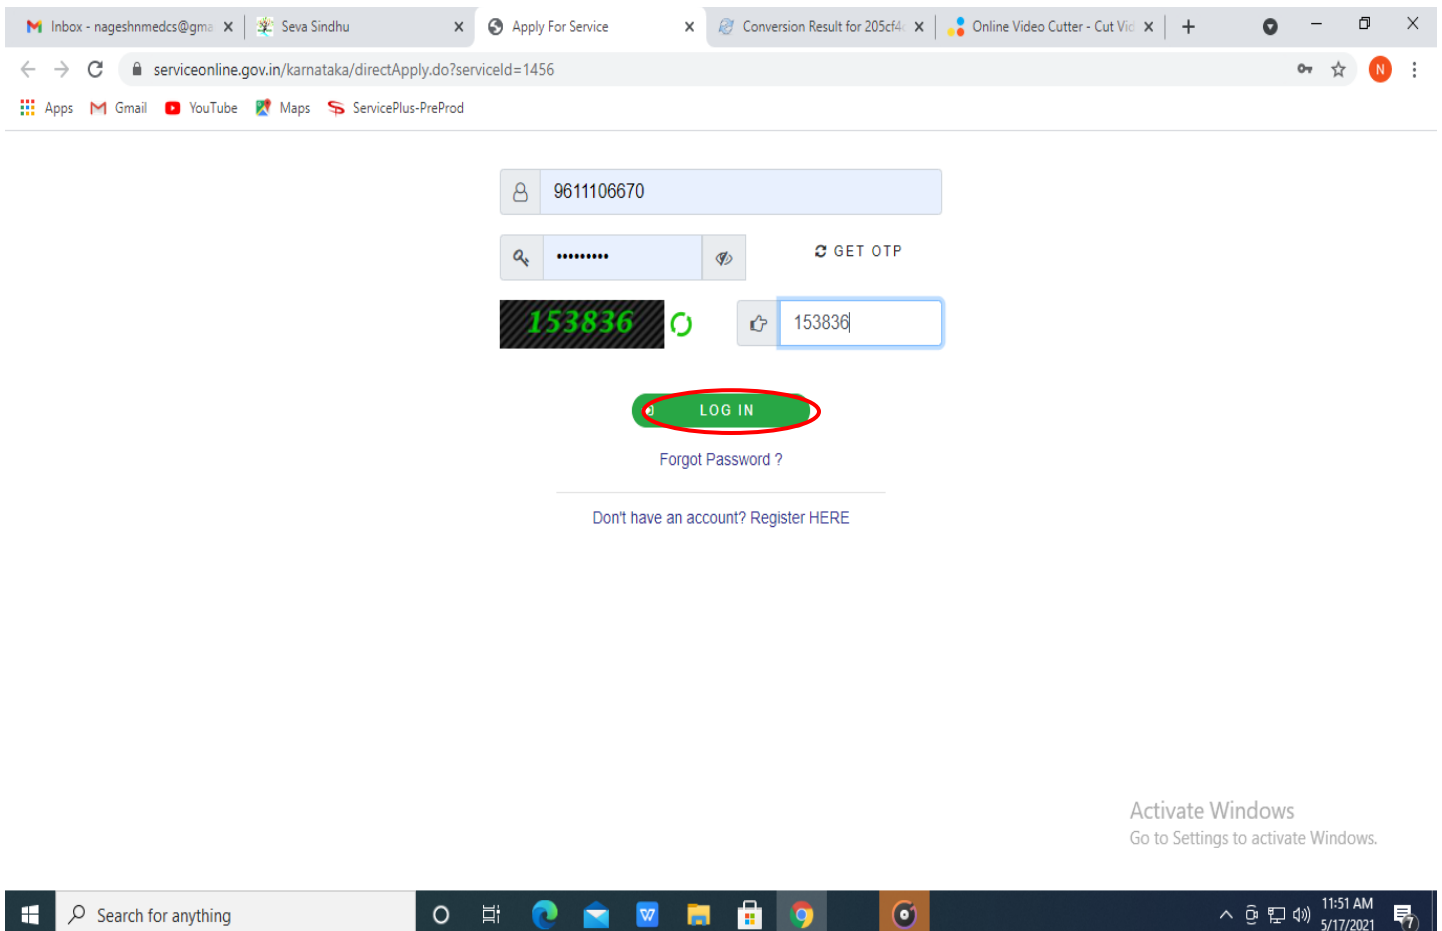 Inbox - nageshnmedcs@gma
Seva Sindhu
Apply For Service
Conversion Result for 205cf4
Online Video Cutter - Cut Vid
serviceonline.gov.in/karnataka/directApply.do?serviceId=1456
N
Apps
Gmail
YouTube
Maps
ServicePlus-PreProd
9611106670
•••••••••
GET OTP
153836
153836
LOG IN
Forgot Password ?
Don't have an account? Register HERE
Activate Windows
Go to Settings to activate Windows.
Search for anything
W
11:51 AM
5/17/2021
7